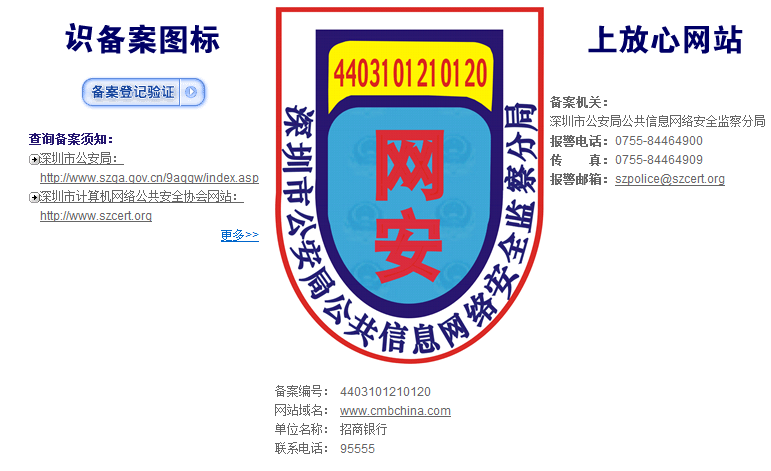 识备案图标
上放心网站
备案登记验证
查询备案须知：
深圳市公安局：
http://www.szga.gov.cn/9aggw/index.asp
深圳市计算机网络公共安全协会网站：
http://www.szcert.org
更多>>
4403101210120
网安
深圳市公安局公共信息网络安全监察分局
备案机关：
深圳市公安局公共信息网络安全监察分局
报警电话：0755-84464900
传　　真：0755-84464909
报警邮箱：szpolice@szcert.org
备案编号： 4403101210120
网站域名： www.cmbchina.com
单位名称： 招商银行
联系电话： 95555